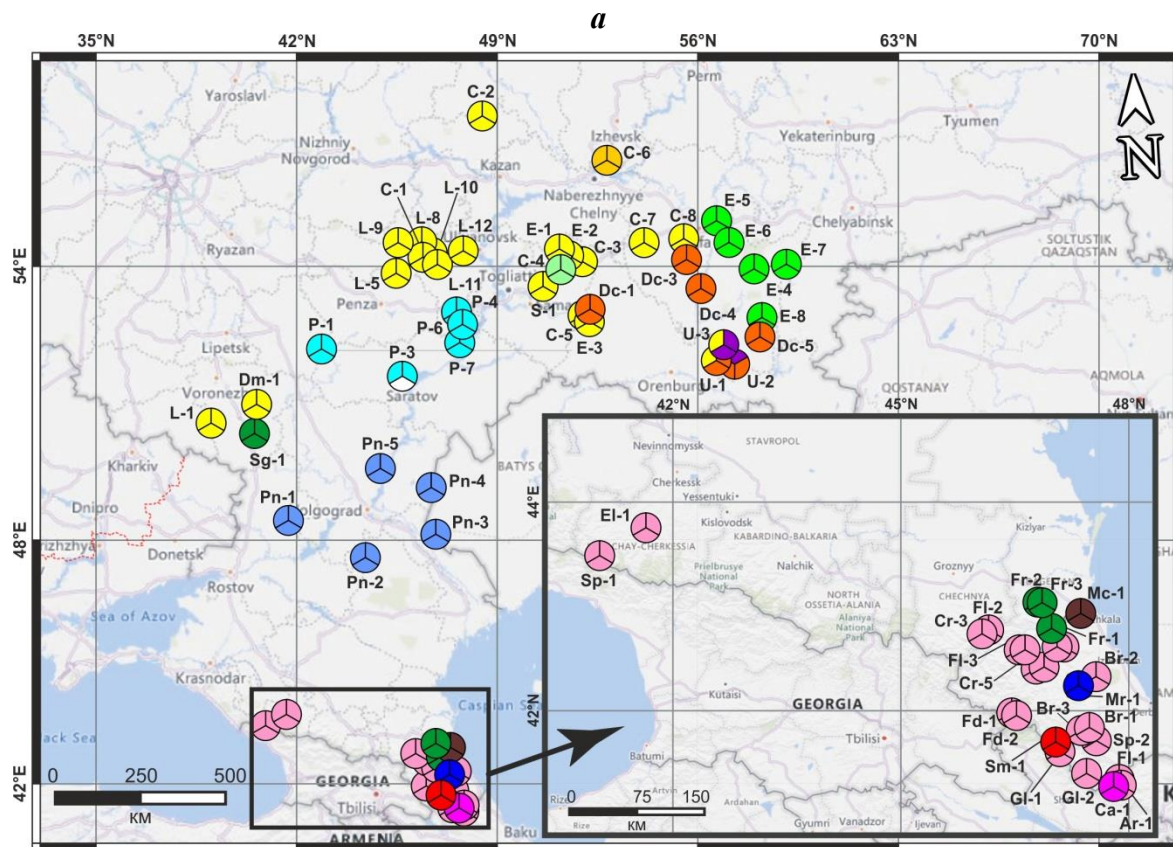 a
35°N 42°N 49°N 56°N 63°N 70°N
Yaroslavl
C-2
Perm
Nizhniy
Novgorod
Kazan
Izhevsk
C-6
Yekaterinburg
Tyumen
Naberezhnyye
Chelny
C-1
L-10
L-9
L-8
L-12
E-1
E-2
C-3
C-7
C-8
E-5
E-6
E-7
Chelyabinsk
SOLTUSTIK
QAZAQSTAN
Ryazan
54°E
L-5
C-4
Togliatti
S-1
Dc-1
Dc-3
E-4
Penza
L-11
P-4
P-6
P-7
C-5
E-3
Dc-4
E-8
Dc-5
P-1
P-3
U-3
U-1
U-2
Lipetsk
Saratov
Orenburg
QOSTANAY
AQMOLA
Voronezh
Dm-1
L-1
Sg-1
Kharkiv
Pn-5
Pn-4
Pn-1
Pn-3
Pn-2
BATYS
48°E
Dnipro
Donetsk
Rostov
Sea of Azov
Krasnodar
Caspian Sea
42°E
0 250 500
KM
GEORGIA
Tbilisi
ARMENIA
Baku
42°N 45°N 48°N
Nevinnomyssk
STAVROPOL
Cherkessk
Yessentuki
Kislovodsk
44°E
El-1
Sp-1
KABARDINO-BALKARIA
Prielbrusye
National
Park
Nalchik
Kizlyar
Groznyy
CHECHNYA
NORTH
OSSETIA-ALANIA
Alaniya
National
Park
Fr-2
Fr-3
Mc-1
Fl-2
Cr-3
Fr-1
Fl-3
Br-2
Cr-5
Mr-1
Kutaisi
GEORGIA
42°E
Fd-1
Fd-2
Br-3
Br-1
Sp-2
Fl-1
Batumi
Tbilisi
Sm-1
Gl-1
Gl-2
Ca-1
Ar-1
0 75 150
KM
Rize
Artvin
Ardahan
Gyumri
Vanadzor
Ijevan